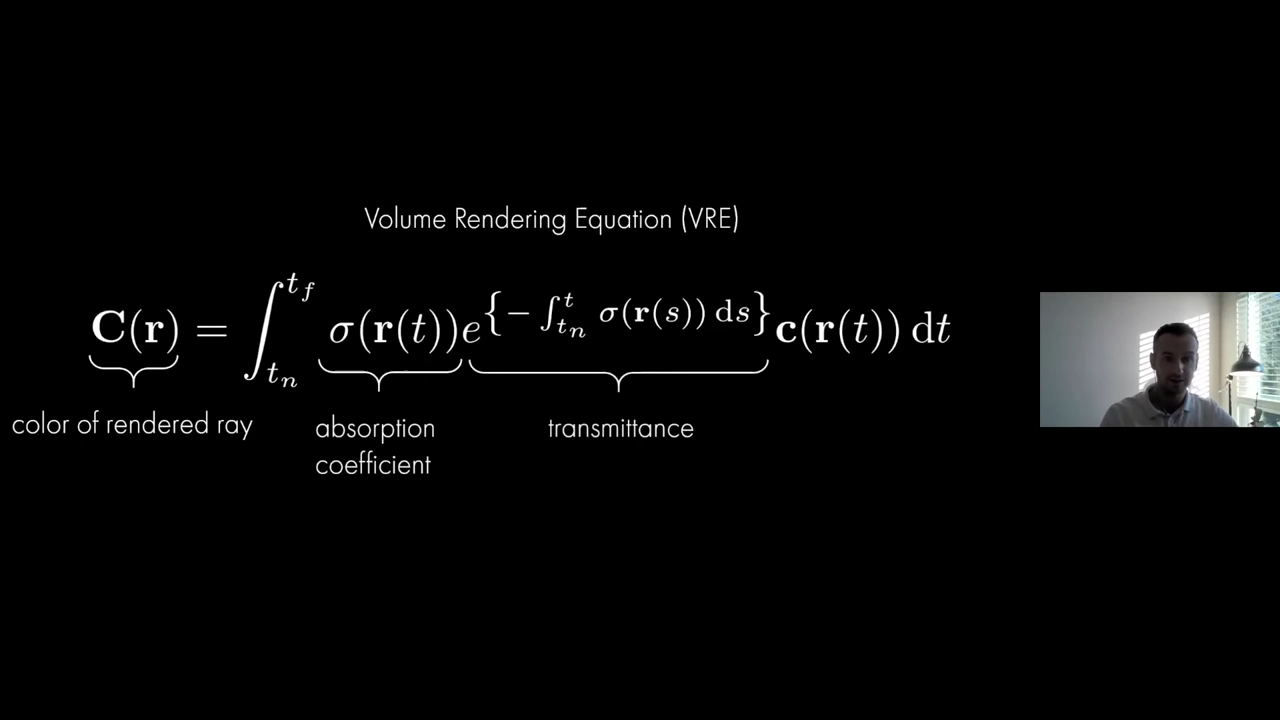 Volume Rendering Equation (VRE)
C(r) = ∫_{t_n}^{t_f} σ(r(t))e^{{−∫_{t_n}^{t} σ(r(s)) ds}} c(r(t)) dt
color of rendered ray
absorption
coefficient
transmittance